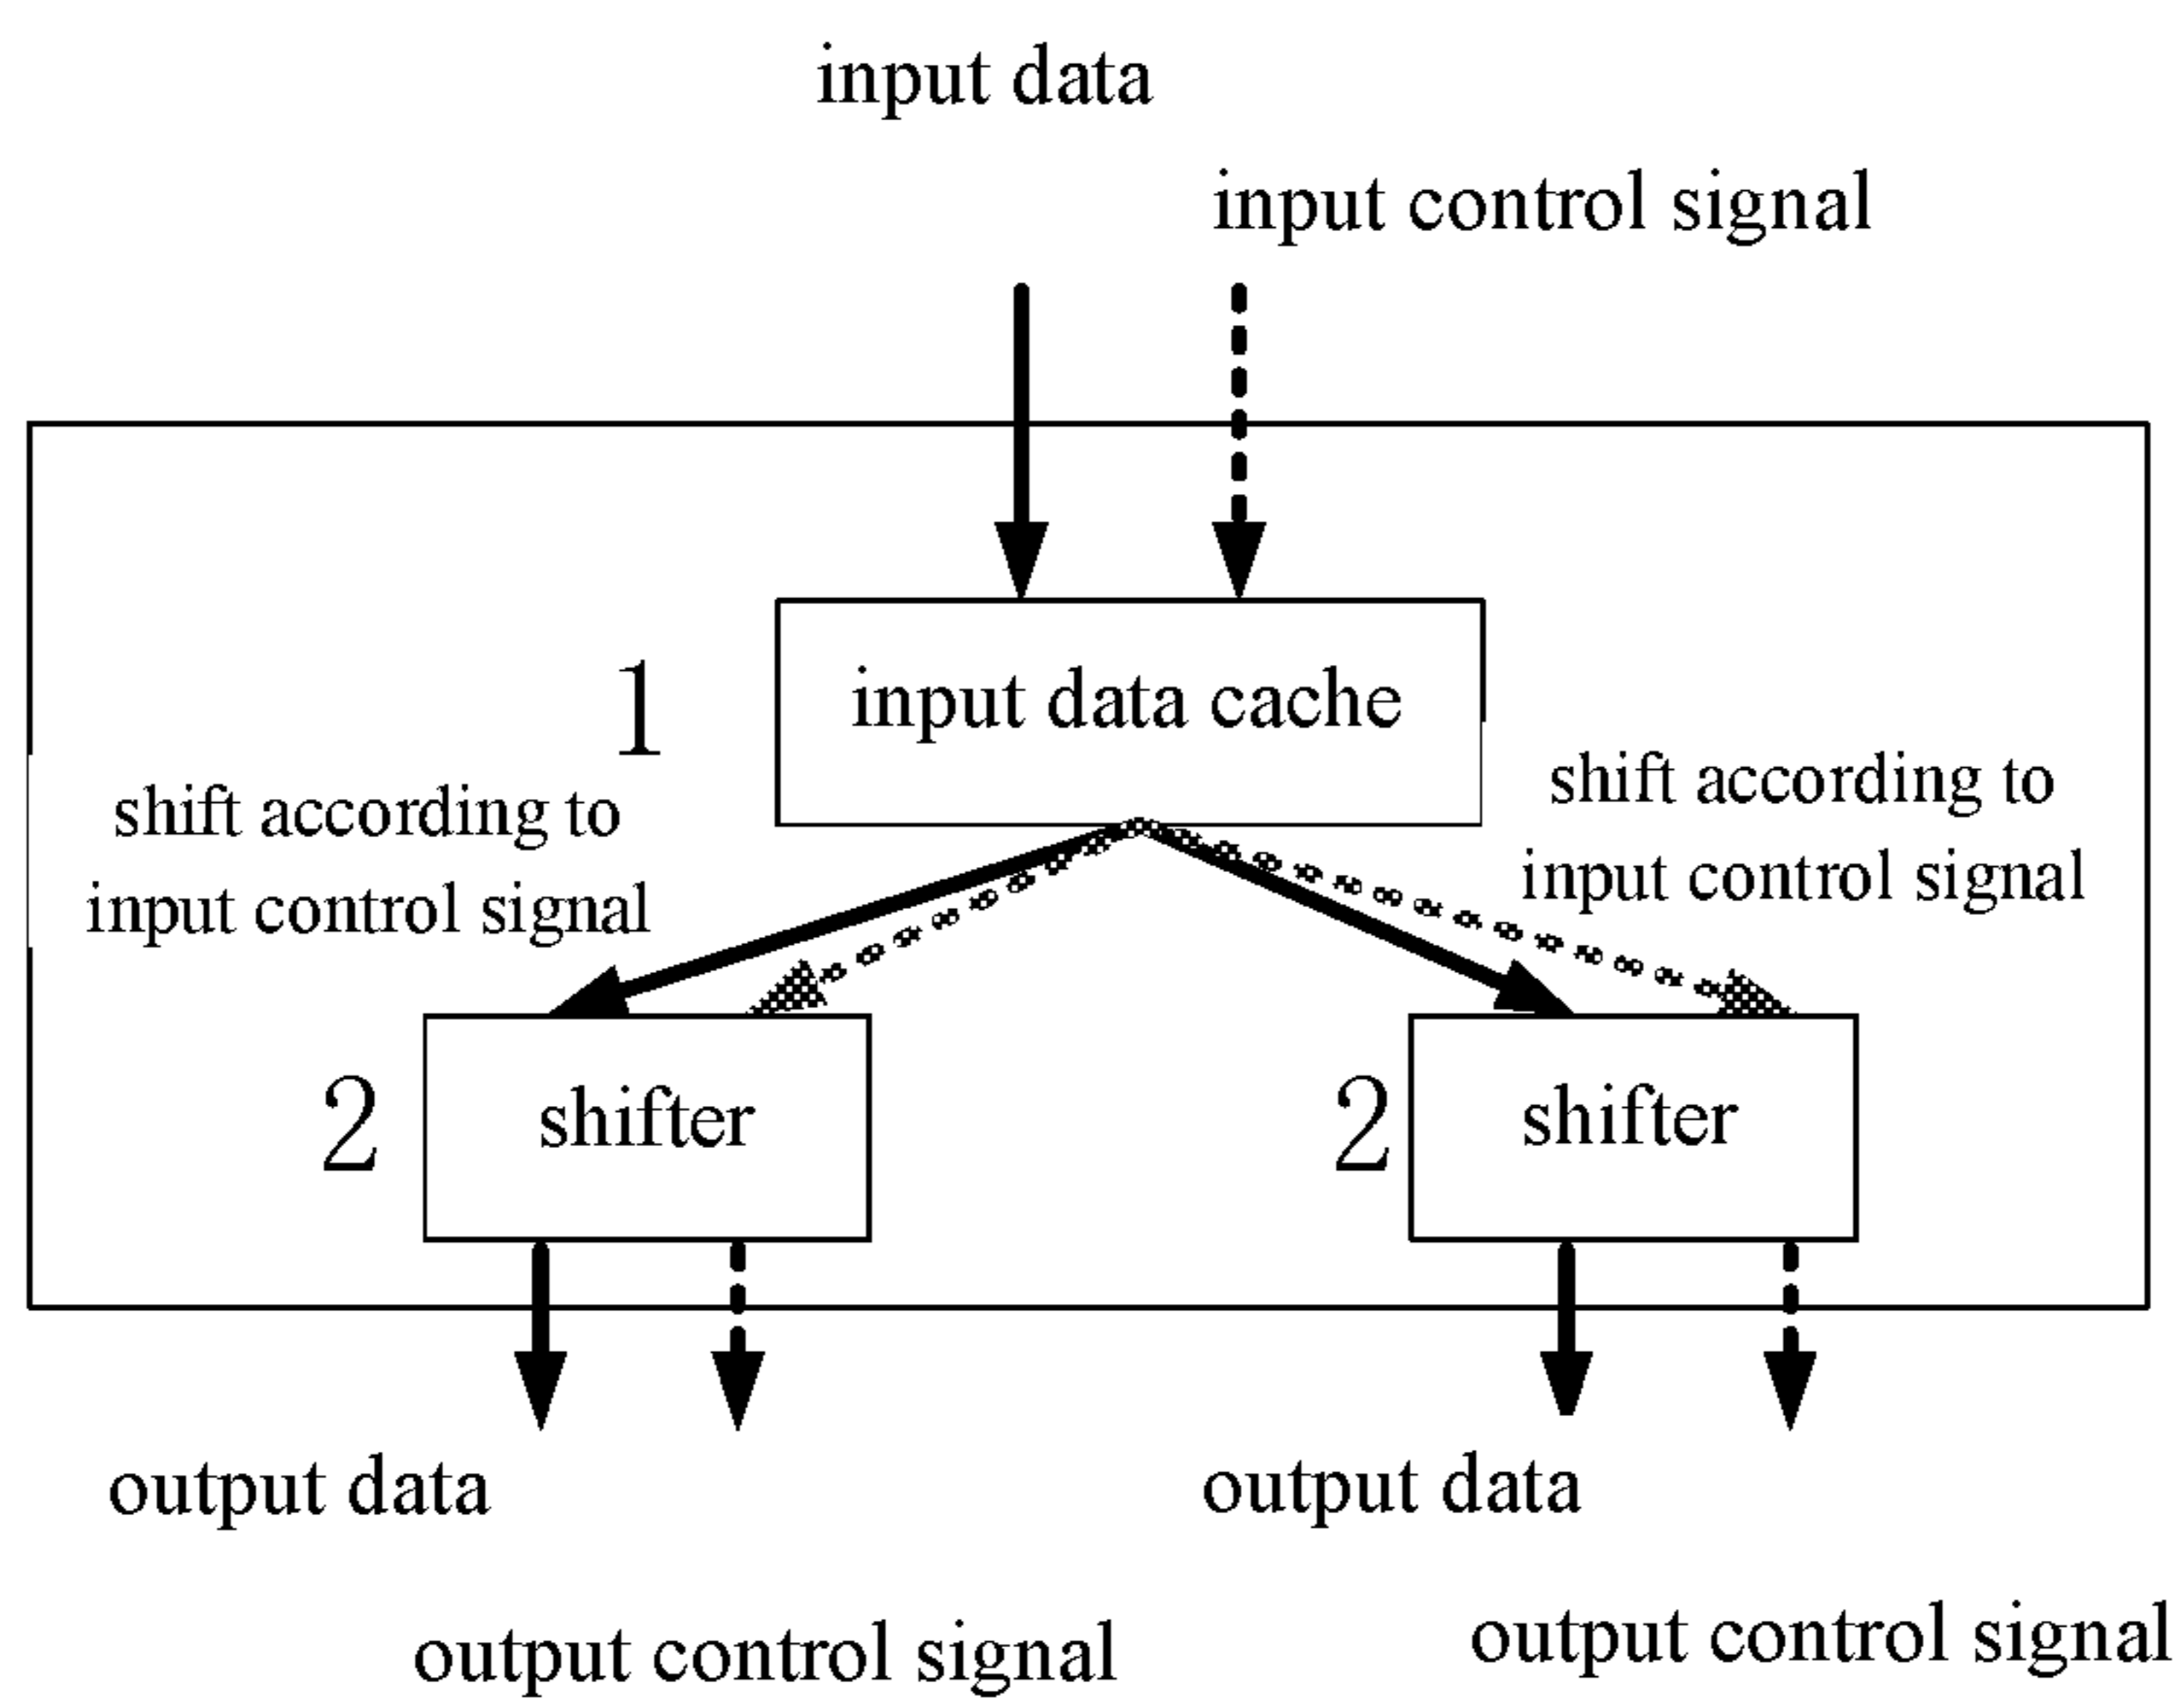 input data
input control signal
1
input data cache
shift according to
input control signal
shift according to
input control signal
2
shifter
2
shifter
output data
output control signal
output data
output control signal